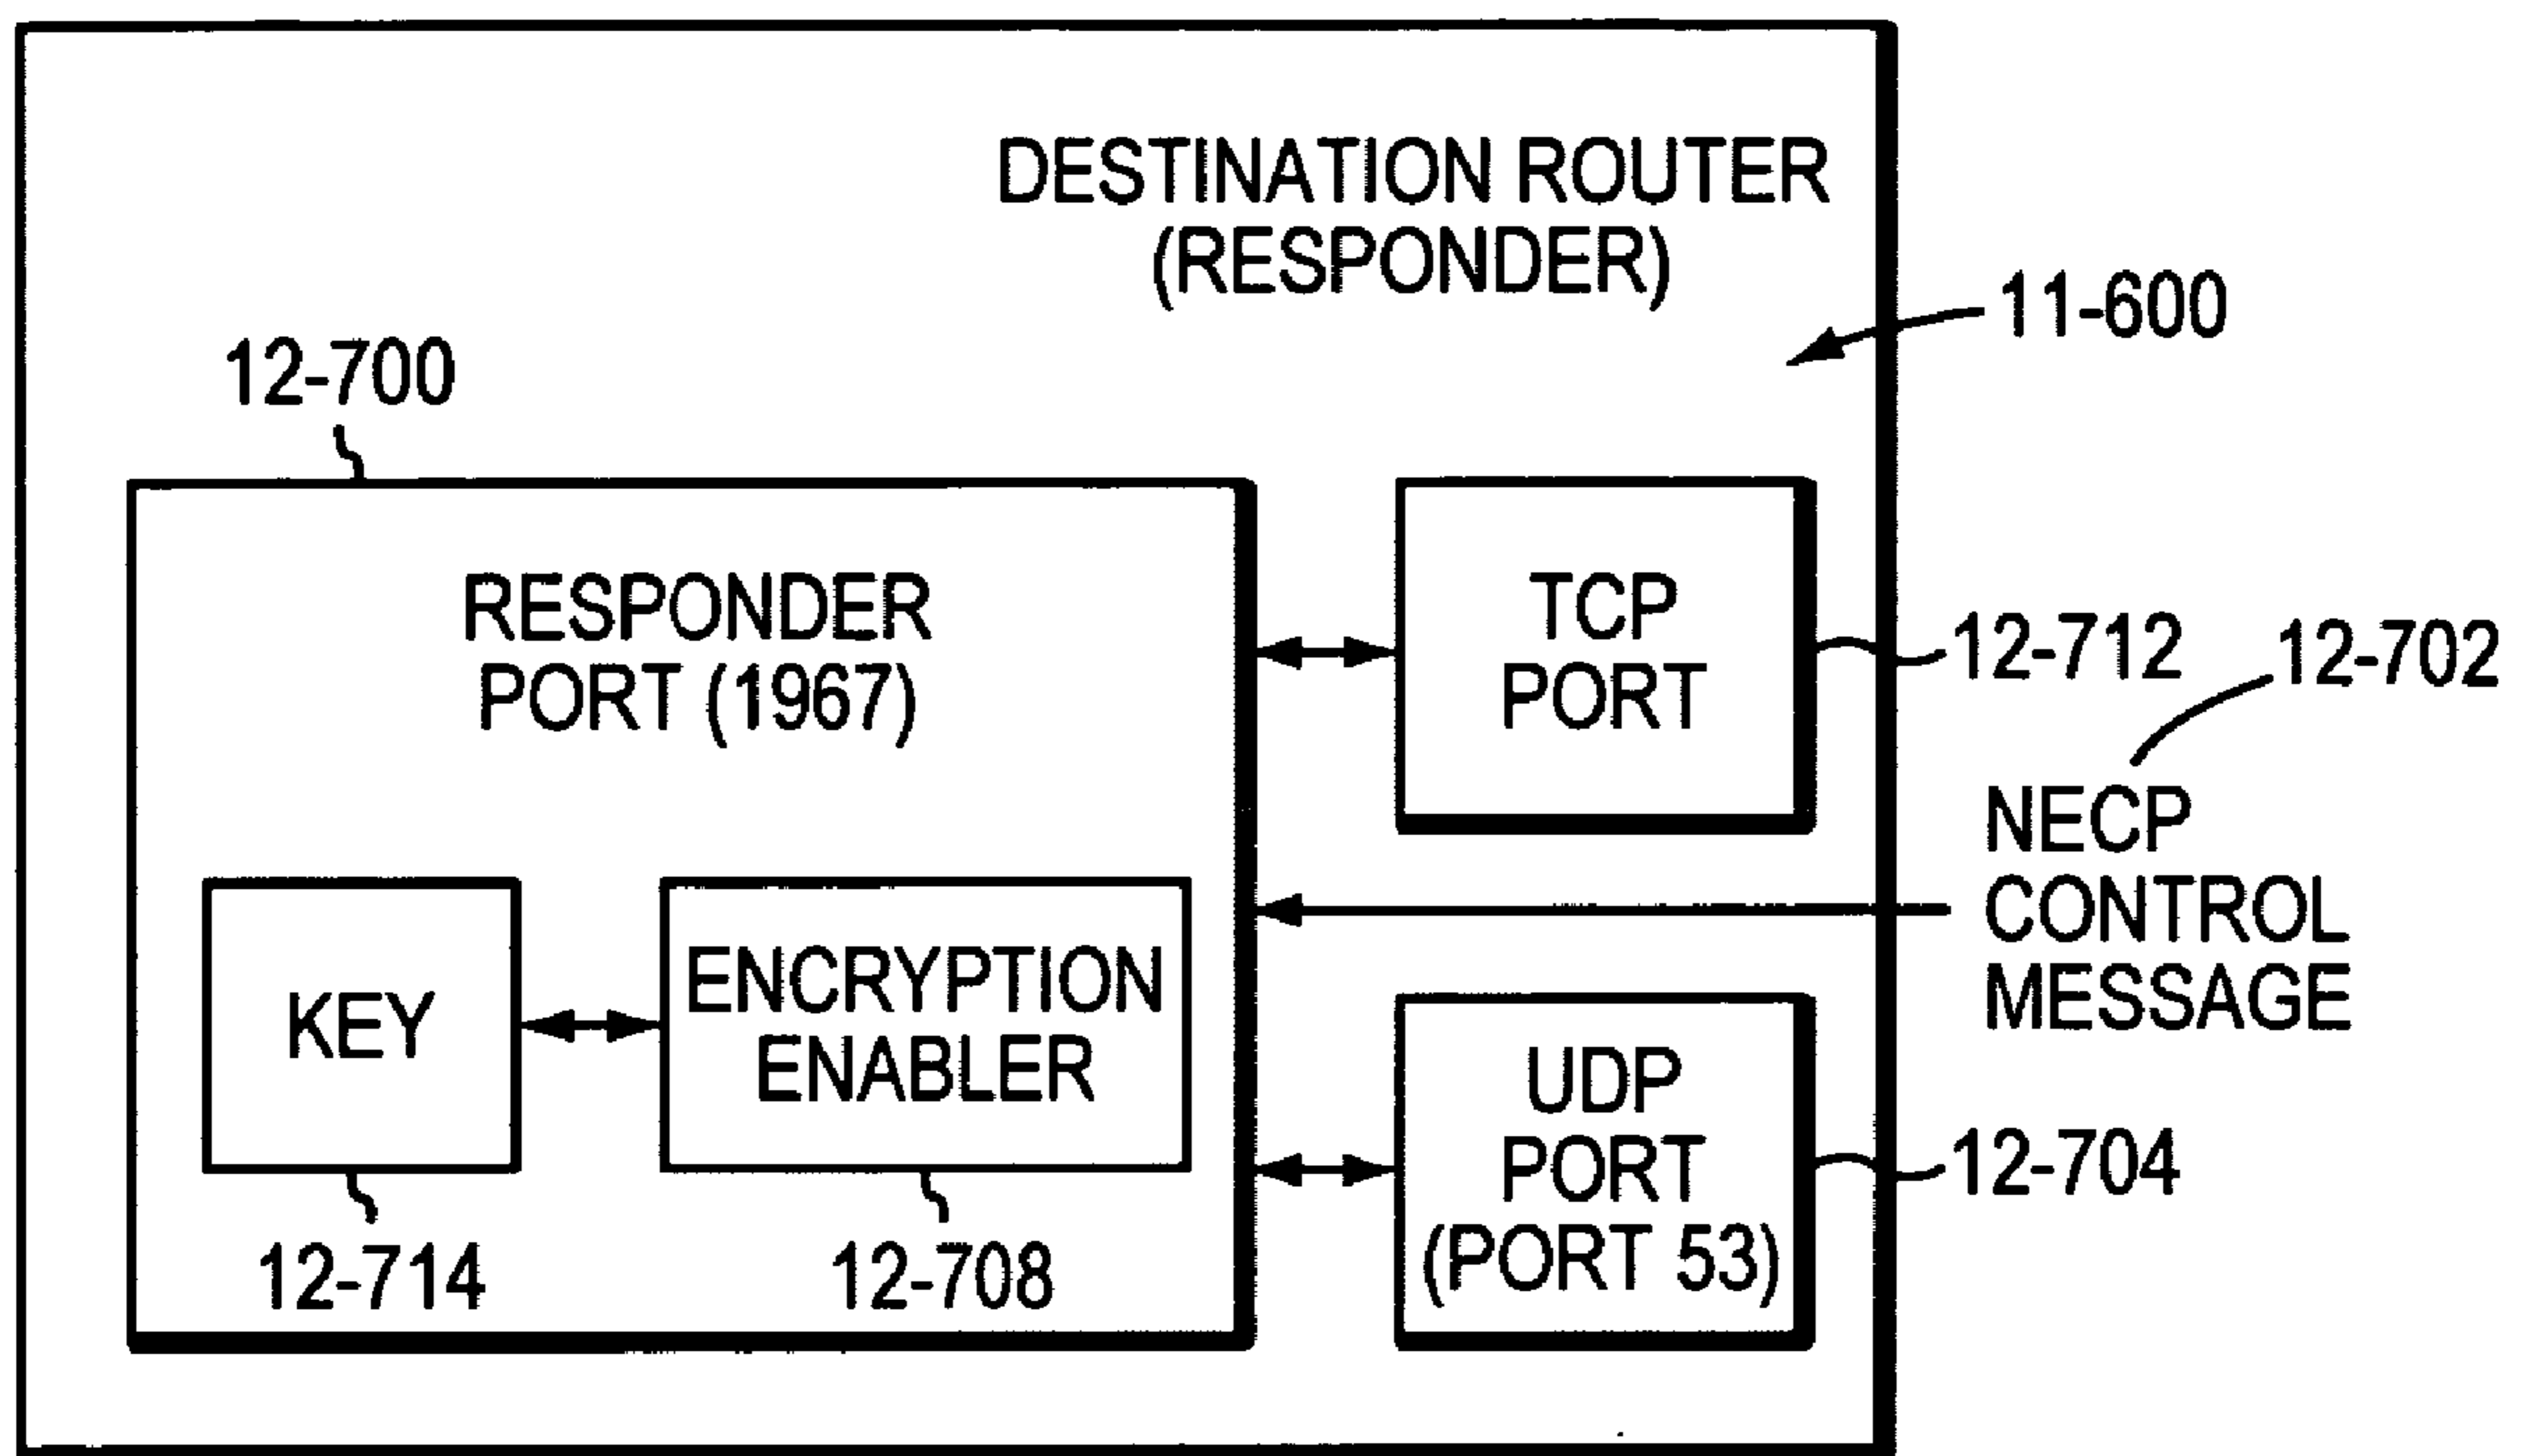 DESTINATION ROUTER
(RESPONDER)
11-600
12-700
RESPONDER
PORT (1967)
TCP
PORT
12-712
12-702
NECP
CONTROL
MESSAGE
KEY
ENCRYPTION
ENABLER
UDP
PORT
(PORT 53)
12-704
12-714
12-708